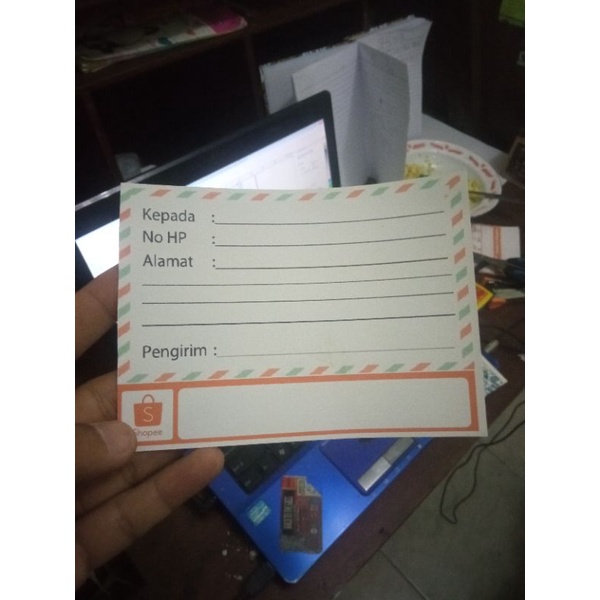 Kepada :
No HP :
Alamat :
Pengirim :
S
Shopee